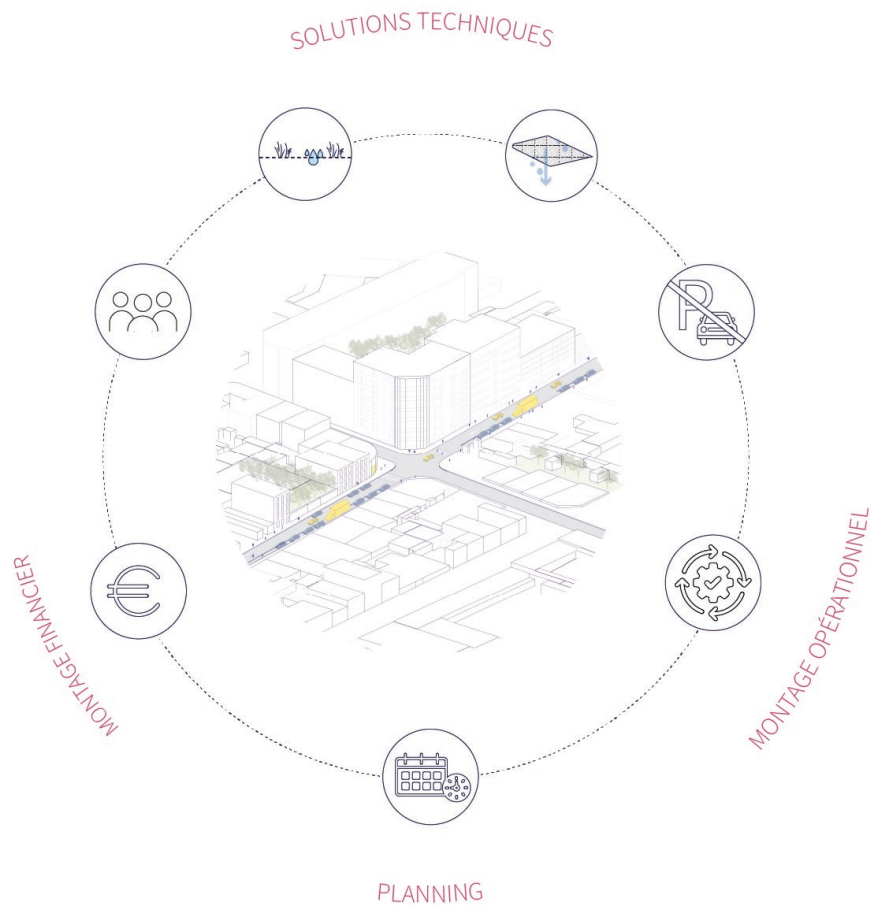 SOLUTIONS TECHNIQUES
P
MONTAGE FINANCIER
MONTAGE OPÉRATIONNEL
PLANNING